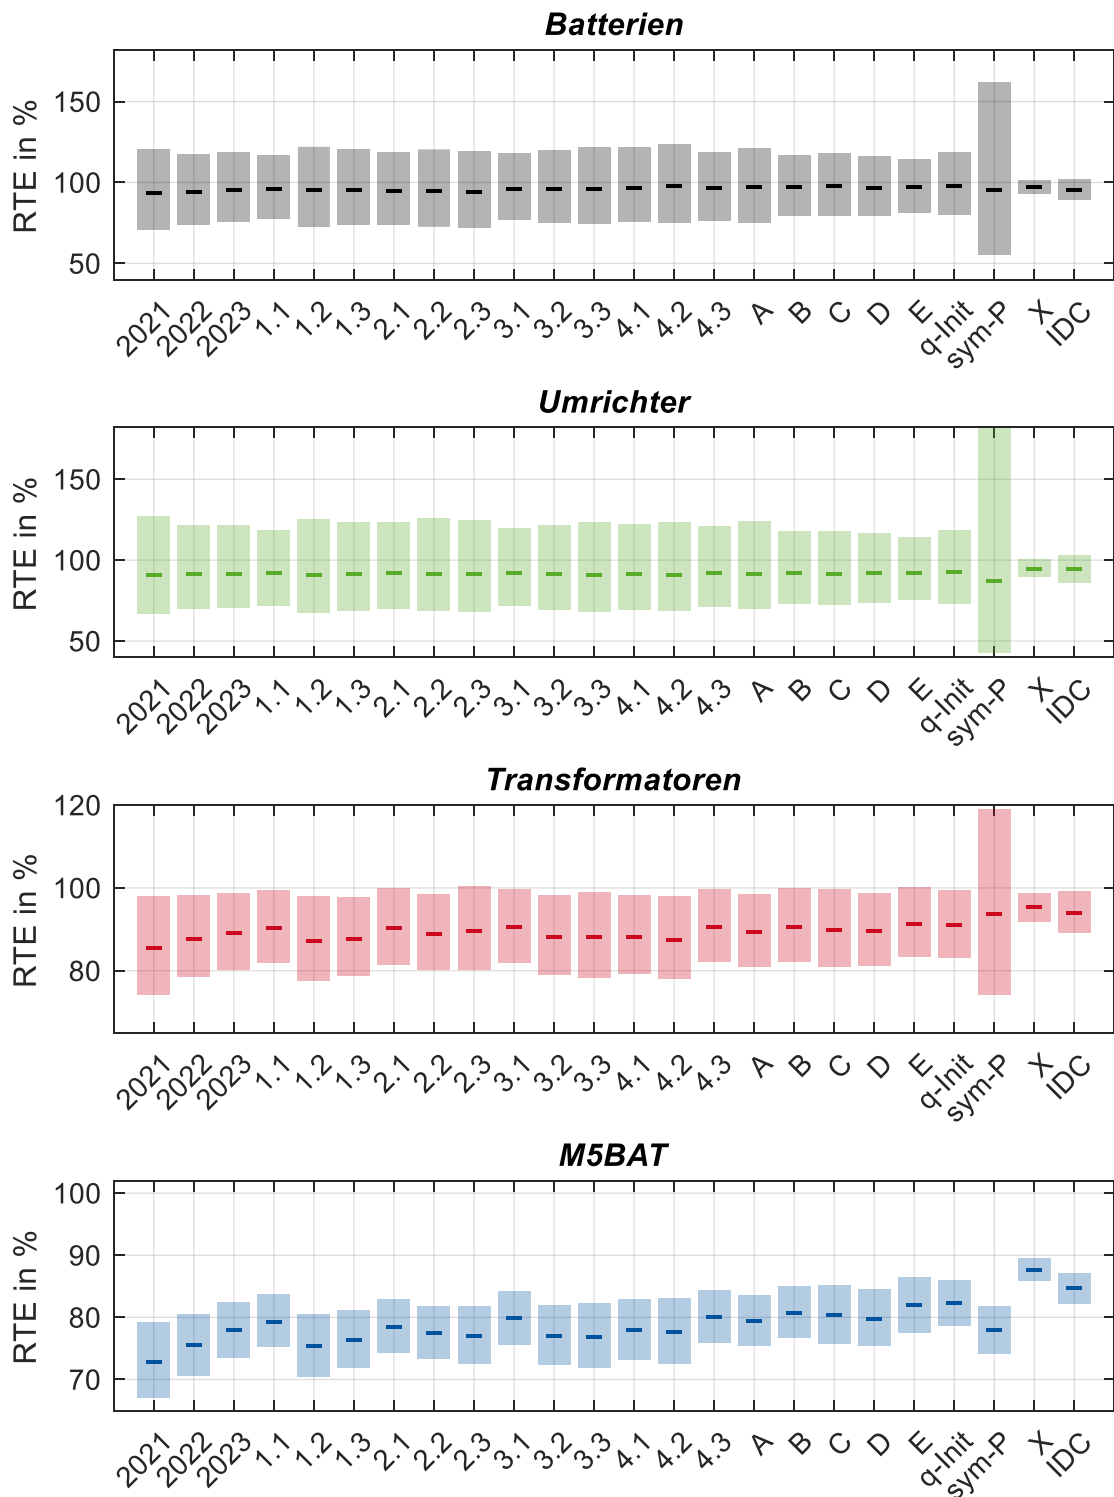 Batterien
RTE in %
150
100
50
2021 2022 2023 1.1 1.2 1.3 2.1 2.2 2.3 3.1 3.2 3.3 4.1 4.2 4.3 A B C D E q-Init sym-P X IDC
Umrichter
RTE in %
150
100
50
2021 2022 2023 1.1 1.2 1.3 2.1 2.2 2.3 3.1 3.2 3.3 4.1 4.2 4.3 A B C D E q-Init sym-P X IDC
Transformatoren
RTE in %
120
100
80
2021 2022 2023 1.1 1.2 1.3 2.1 2.2 2.3 3.1 3.2 3.3 4.1 4.2 4.3 A B C D E q-Init sym-P X IDC
M5BAT
RTE in %
100
90
80
70
2021 2022 2023 1.1 1.2 1.3 2.1 2.2 2.3 3.1 3.2 3.3 4.1 4.2 4.3 A B C D E q-Init sym-P X IDC